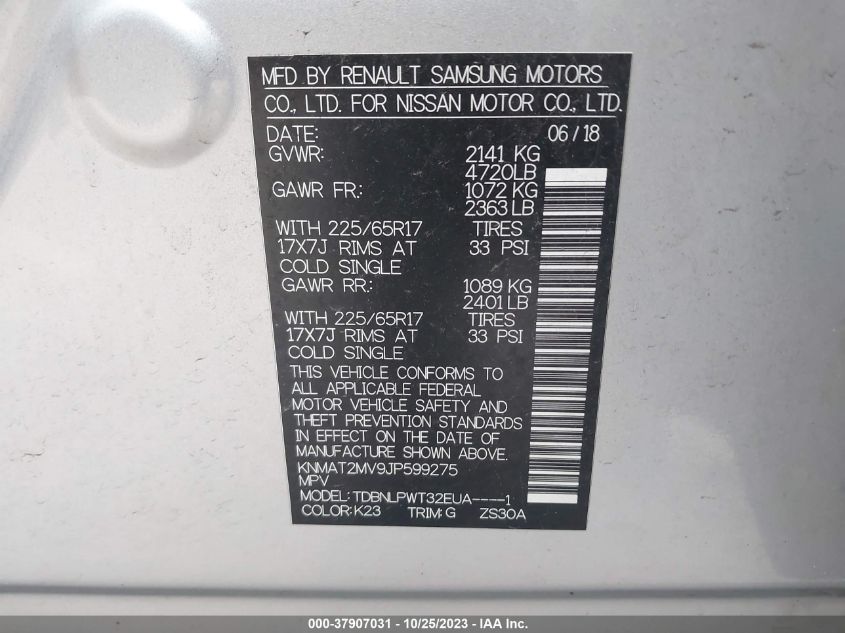 MFD BY RENAULT SAMSUNG MOTORS
CO., LTD. FOR NISSAN MOTOR CO., LTD.
DATE: 06/18
GVWR: 2141 KG
4720LB
GAWR FR.: 1072 KG
2363LB
WITH 225/65R17 TIRES
17X7J RIMS AT 33 PSI
COLD SINGLE
GAWR RR.: 1089 KG
2401LB
WITH 225/65R17 TIRES
17X7J RIMS AT 33 PSI
COLD SINGLE
THIS VEHICLE CONFORMS TO
ALL APPLICABLE FEDERAL
MOTOR VEHICLE SAFETY AND
THEFT PREVENTION STANDARDS
IN EFFECT ON THE DATE OF
MANUFACTURE SHOWN ABOVE.
KNMAT2MV9JP599275
MPV
MODEL: TDBNLPWT32EUA----1
COLOR: K23 TRIM: G ZS30A
000-37907031 - 10/25/2023 - IAA Inc.